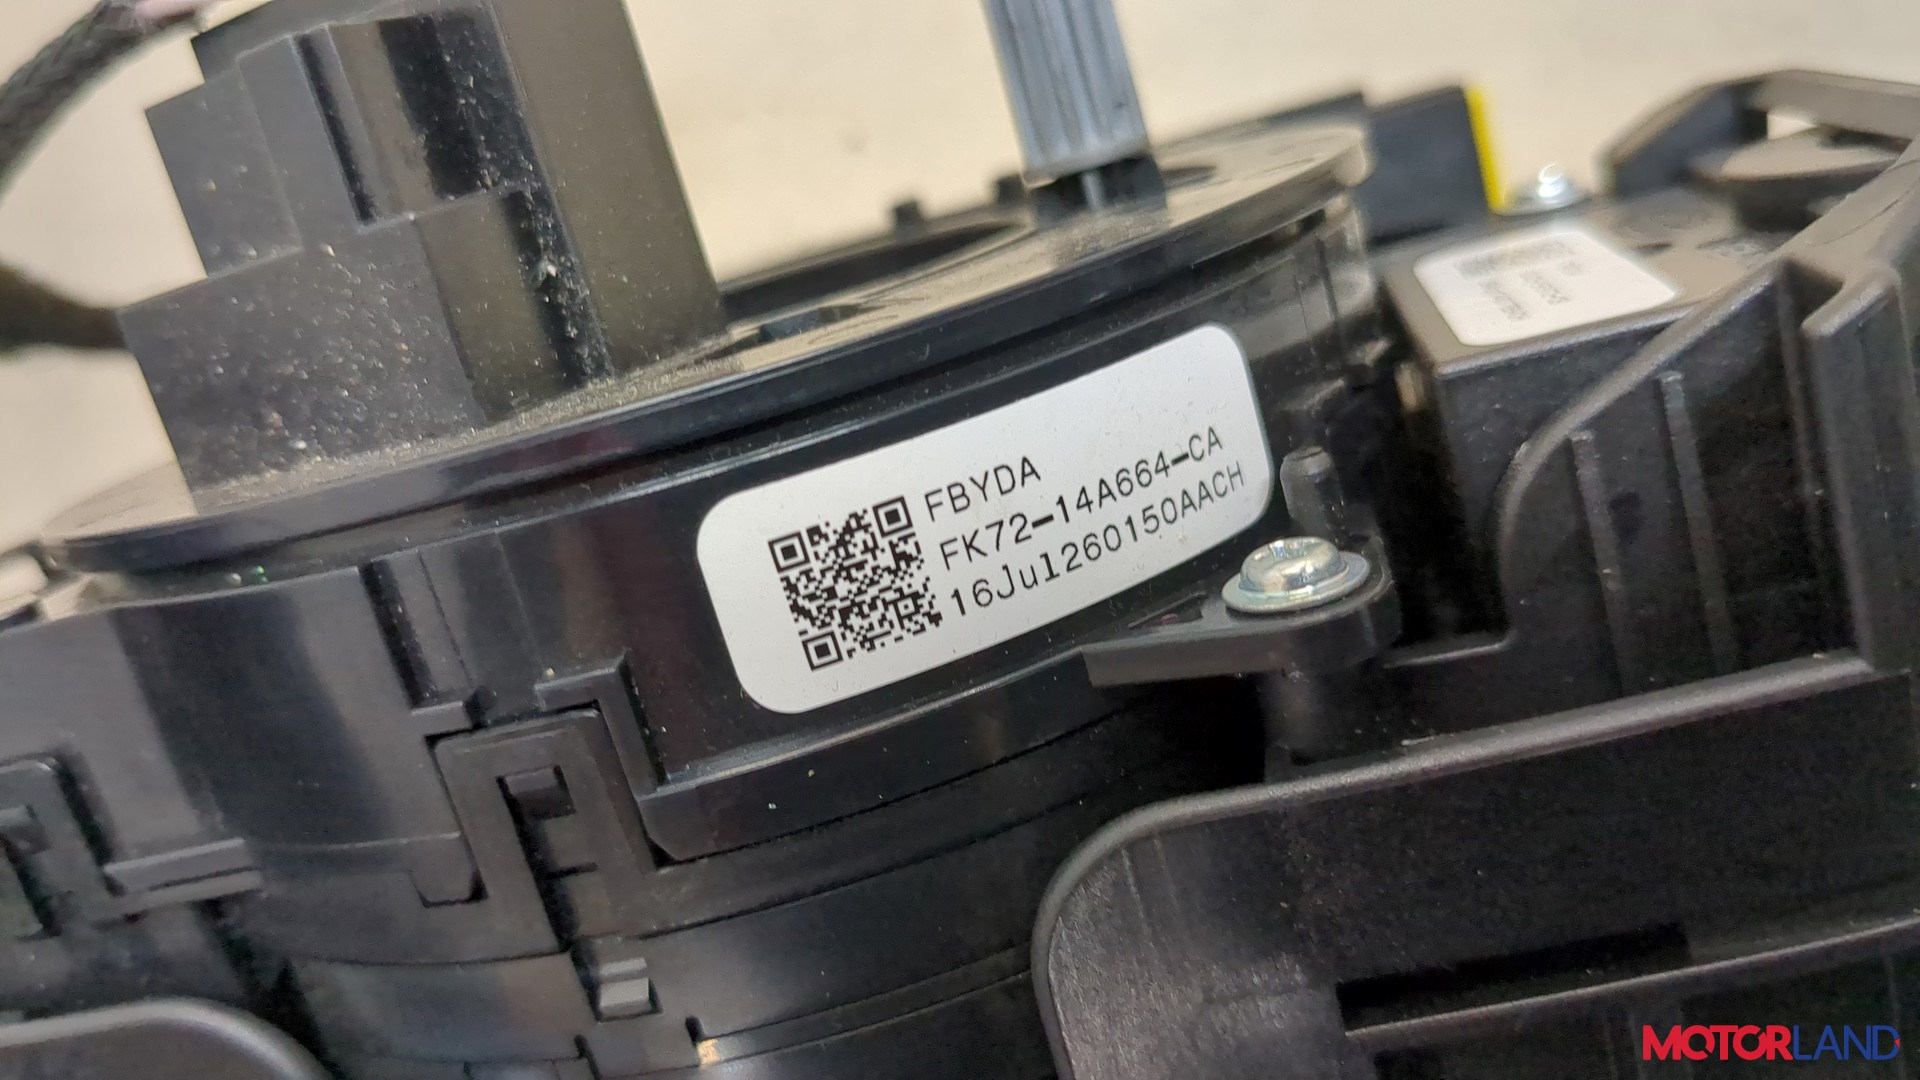 FBYDA
FK72-14A664-CA
16Jul260150AACH
MOTORLAND